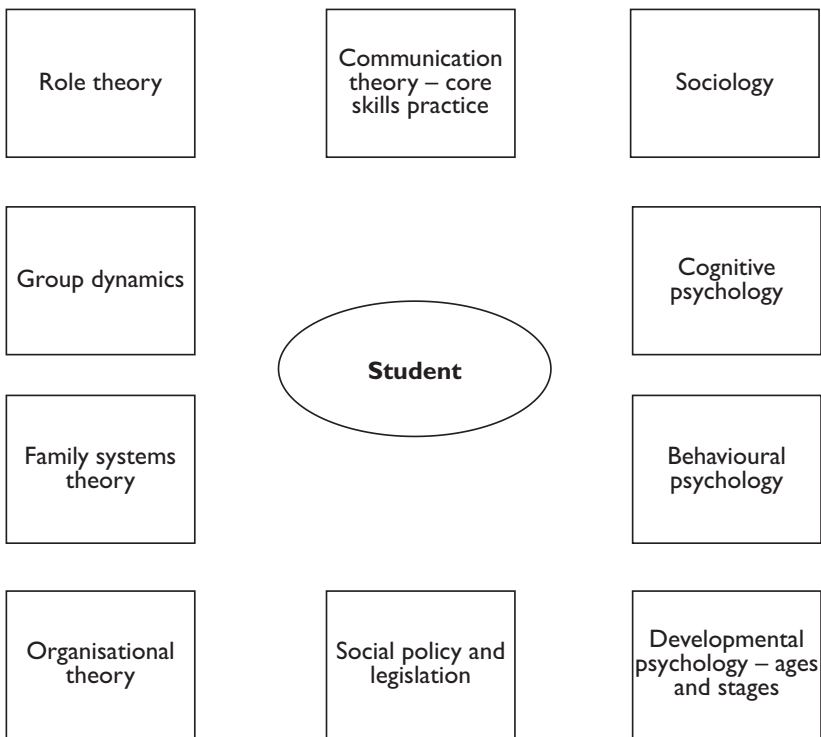 Role theory
Communication
theory – core
skills practice
Sociology
Group dynamics
Cognitive
psychology
Student
Family systems
theory
Behavioural
psychology
Organisational
theory
Social policy and
legislation
Developmental
psychology – ages
and stages